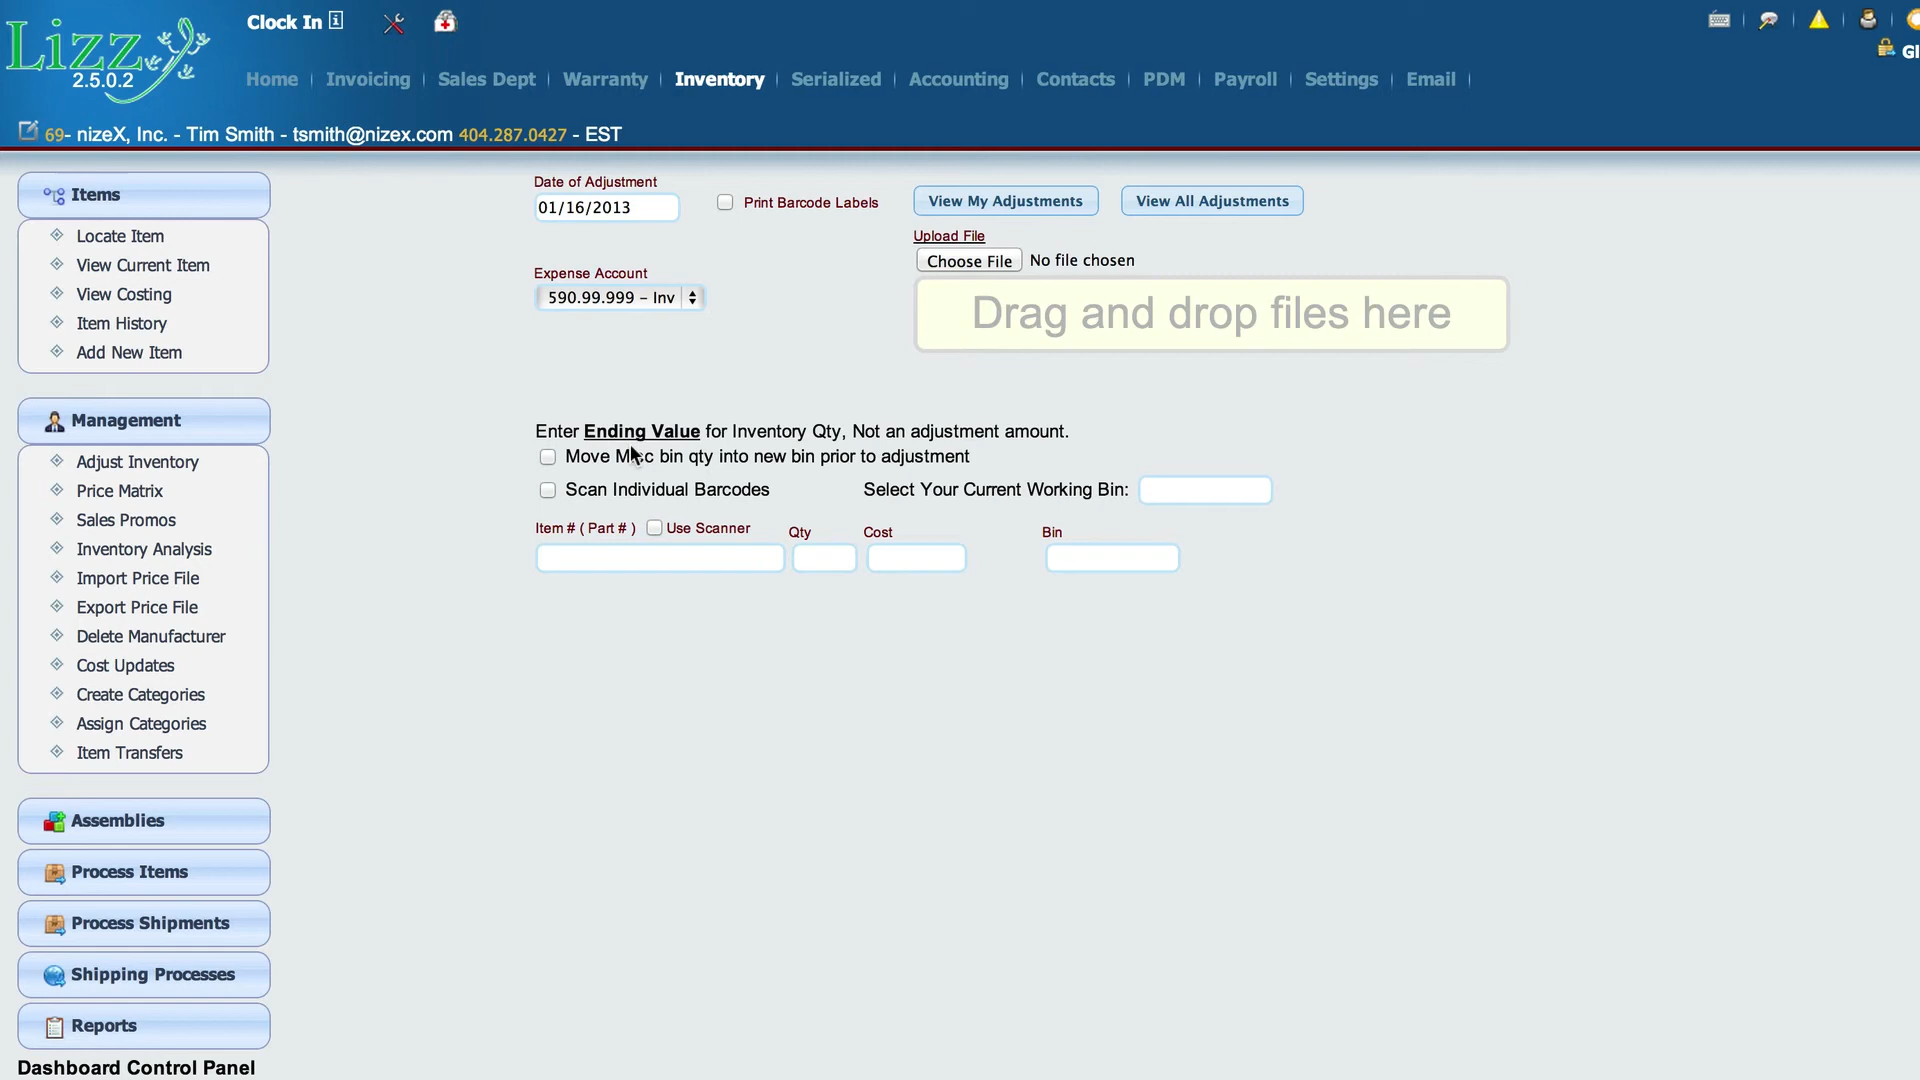 Lizzy
2.5.0.2
Clock In
Home Invoicing Sales Dept Warranty Inventory Serialized Accounting Contacts PDM Payroll Settings Email
69- nizeX, Inc. - Tim Smith - tsmith@nizex.com 404.287.0427 - EST
Items
Locate Item
View Current Item
View Costing
Item History
Add New Item
Management
Adjust Inventory
Price Matrix
Sales Promos
Inventory Analysis
Import Price File
Export Price File
Delete Manufacturer
Cost Updates
Create Categories
Assign Categories
Item Transfers
Assemblies
Process Items
Process Shipments
Shipping Processes
Reports
Dashboard Control Panel
Date of Adjustment
01/16/2013
Print Barcode Labels
View My Adjustments
View All Adjustments
Upload File
Choose File No file chosen
Drag and drop files here
Expense Account
590.99.999 – Inv
Enter Ending Value for Inventory Qty, Not an adjustment amount.
Move Misc bin qty into new bin prior to adjustment
Scan Individual Barcodes Select Your Current Working Bin:
Item # ( Part # ) Use Scanner Qty Cost Bin